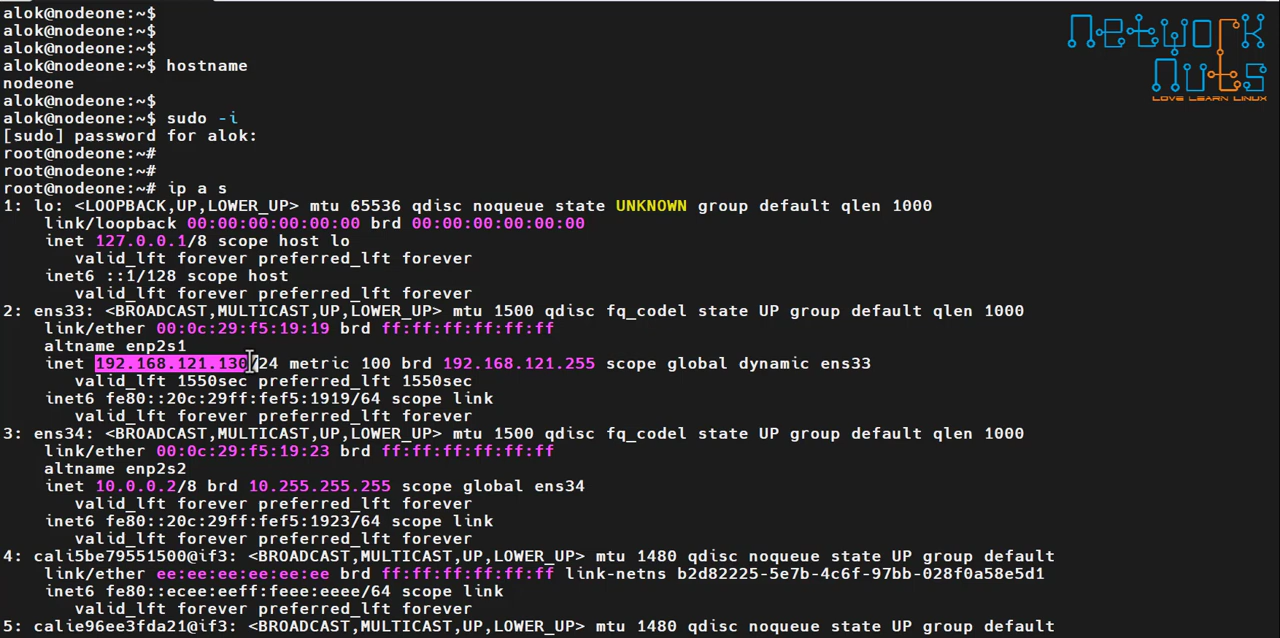 alok@nodeone:~$
alok@nodeone:~$
alok@nodeone:~$
alok@nodeone:~$ hostname
nodeone
alok@nodeone:~$
alok@nodeone:~$ sudo -i
[sudo] password for alok:
root@nodeone:~#
root@nodeone:~#
root@nodeone:~# ip a s
1: lo: <LOOPBACK,UP,LOWER_UP> mtu 65536 qdisc noqueue state UNKNOWN group default qlen 1000
    link/loopback 00:00:00:00:00:00 brd 00:00:00:00:00:00
    inet 127.0.0.1/8 scope host lo
       valid_lft forever preferred_lft forever
    inet6 ::1/128 scope host
       valid_lft forever preferred_lft forever
2: ens33: <BROADCAST,MULTICAST,UP,LOWER_UP> mtu 1500 qdisc fq_codel state UP group default qlen 1000
    link/ether 00:0c:29:f5:19:19 brd ff:ff:ff:ff:ff:ff
    altname enp2s1
    inet 192.168.121.130/24 metric 100 brd 192.168.121.255 scope global dynamic ens33
       valid_lft 1550sec preferred_lft 1550sec
    inet6 fe80::20c:29ff:fef5:1919/64 scope link
       valid_lft forever preferred_lft forever
3: ens34: <BROADCAST,MULTICAST,UP,LOWER_UP> mtu 1500 qdisc fq_codel state UP group default qlen 1000
    link/ether 00:0c:29:f5:19:23 brd ff:ff:ff:ff:ff:ff
    altname enp2s2
    inet 10.0.0.2/8 brd 10.255.255.255 scope global ens34
       valid_lft forever preferred_lft forever
    inet6 fe80::20c:29ff:fef5:1923/64 scope link
       valid_lft forever preferred_lft forever
4: cali5be79551500@if3: <BROADCAST,MULTICAST,UP,LOWER_UP> mtu 1480 qdisc noqueue state UP group default
    link/ether ee:ee:ee:ee:ee:ee brd ff:ff:ff:ff:ff:ff link-netns b2d82225-5e7b-4c6f-97bb-028f0a58e5d1
    inet6 fe80::ecee:eeff:feee:eeee/64 scope link
       valid_lft forever preferred_lft forever
5: calie96ee3fda21@if3: <BROADCAST,MULTICAST,UP,LOWER_UP> mtu 1480 qdisc noqueue state UP group default
Network
Nuts
LOVE LEARN LINUX